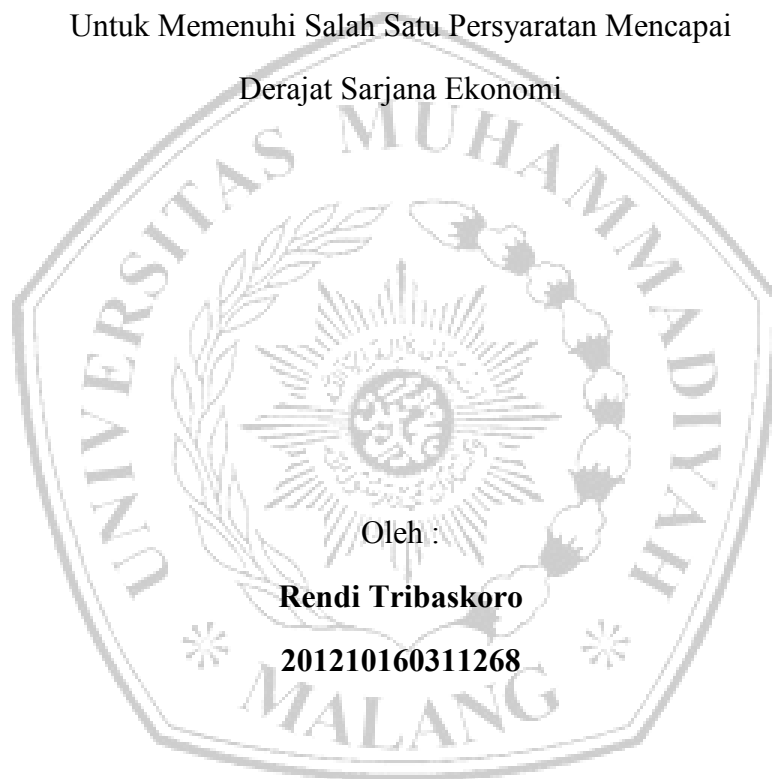 Untuk Memenuhi Salah Satu Persyaratan Mencapai
Derajat Sarjana Ekonomi
UNIVERSITAS MUHAMMADIYAH
MALANG
Oleh :
Rendi Tribaskoro
201210160311268